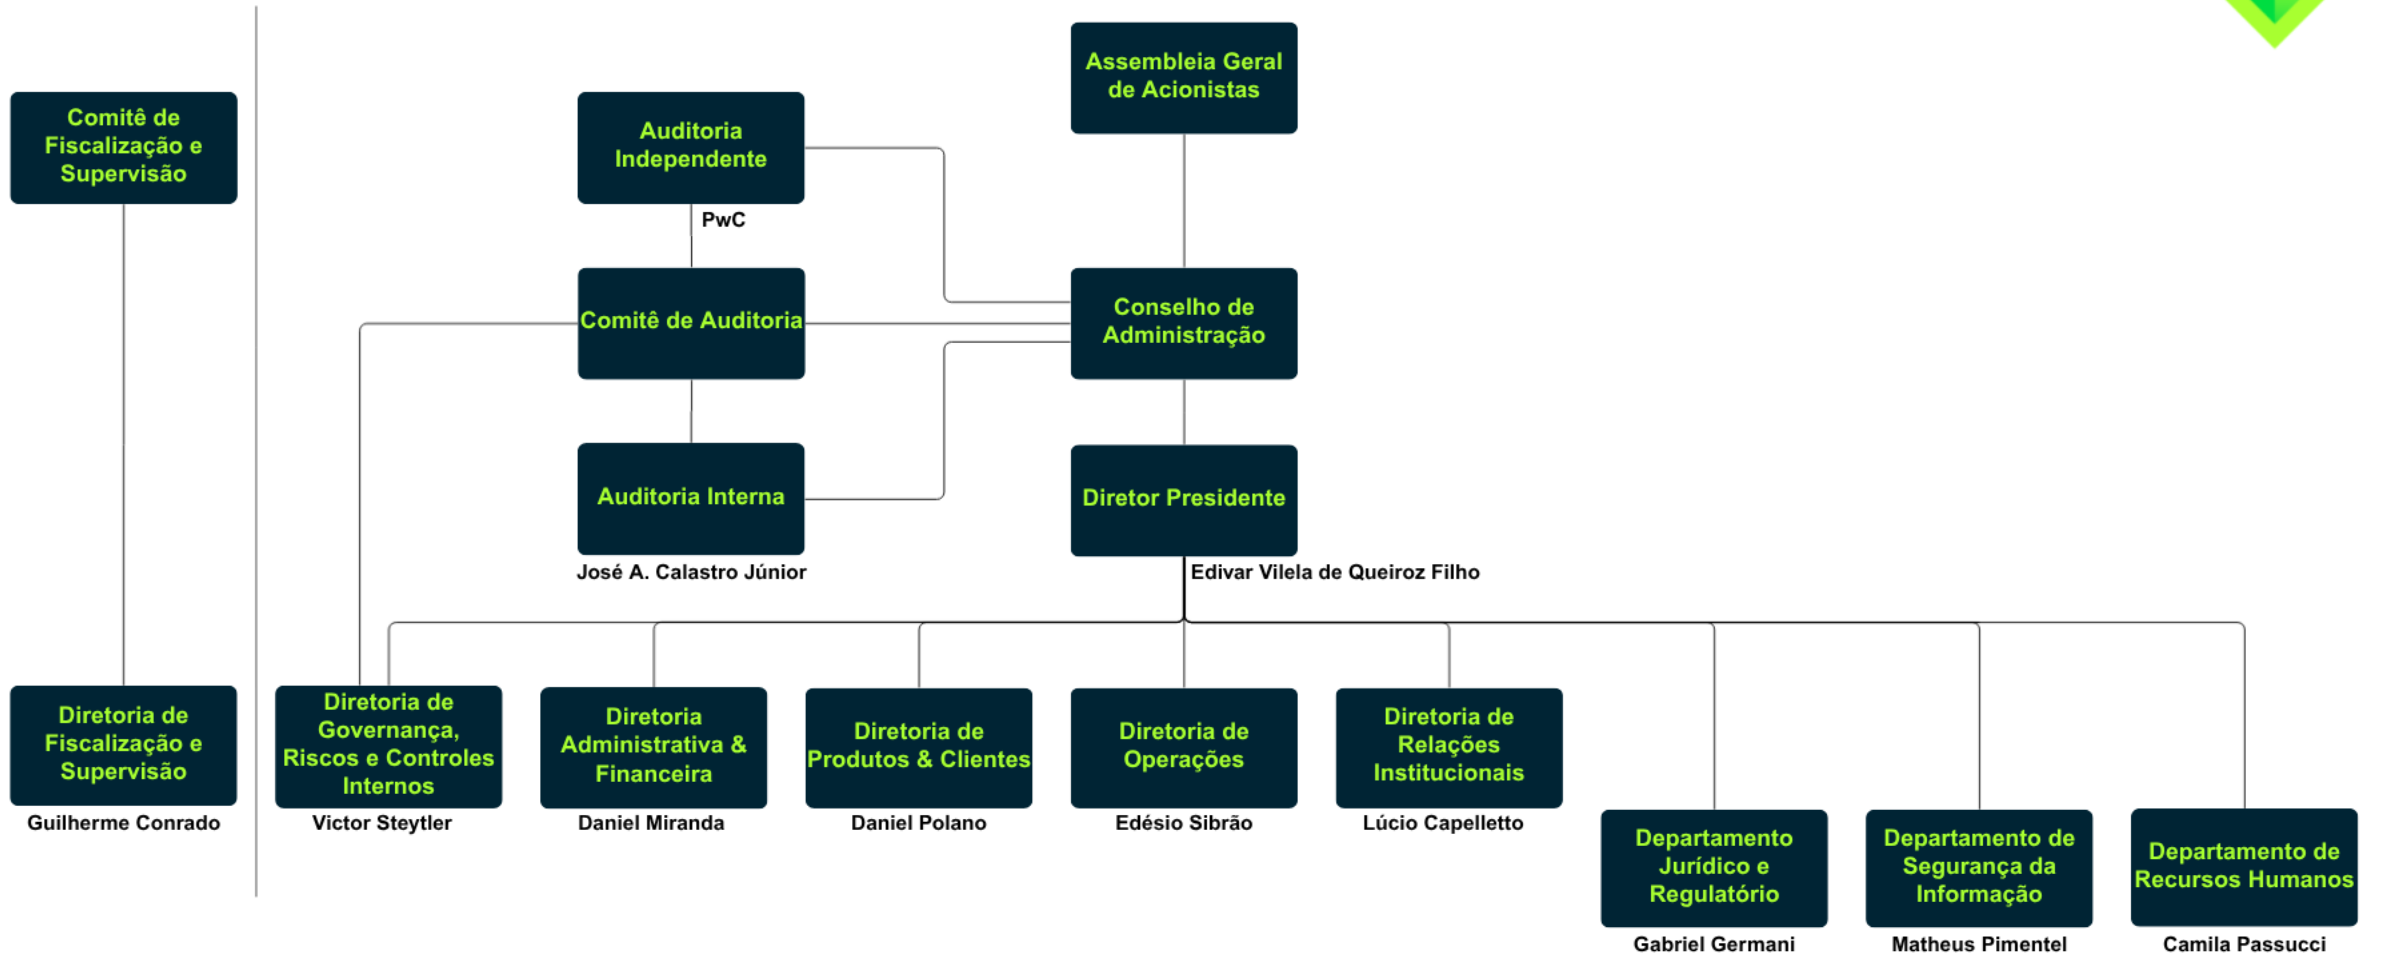 Assembleia Geral
de Acionistas
Comitê de
Fiscalização e
Supervisão
Auditoria
Independente
PwC
Comitê de Auditoria
Conselho de
Administração
Auditoria Interna
José A. Calastro Júnior
Diretor Presidente
Edivar Vilela de Queiroz Filho
Diretoria de
Fiscalização e
Supervisão
Guilherme Conrado
Diretoria de
Governança,
Riscos e Controles
Internos
Victor Steytler
Diretoria
Administrativa &
Financeira
Daniel Miranda
Diretoria de
Produtos & Clientes
Daniel Polano
Diretoria de
Operações
Edésio Sibrão
Diretoria de
Relações
Institucionais
Lúcio Capelletto
Departamento
Jurídico e
Regulatório
Gabriel Germani
Departamento de
Segurança da
Informação
Matheus Pimentel
Departamento de
Recursos Humanos
Camila Passucci